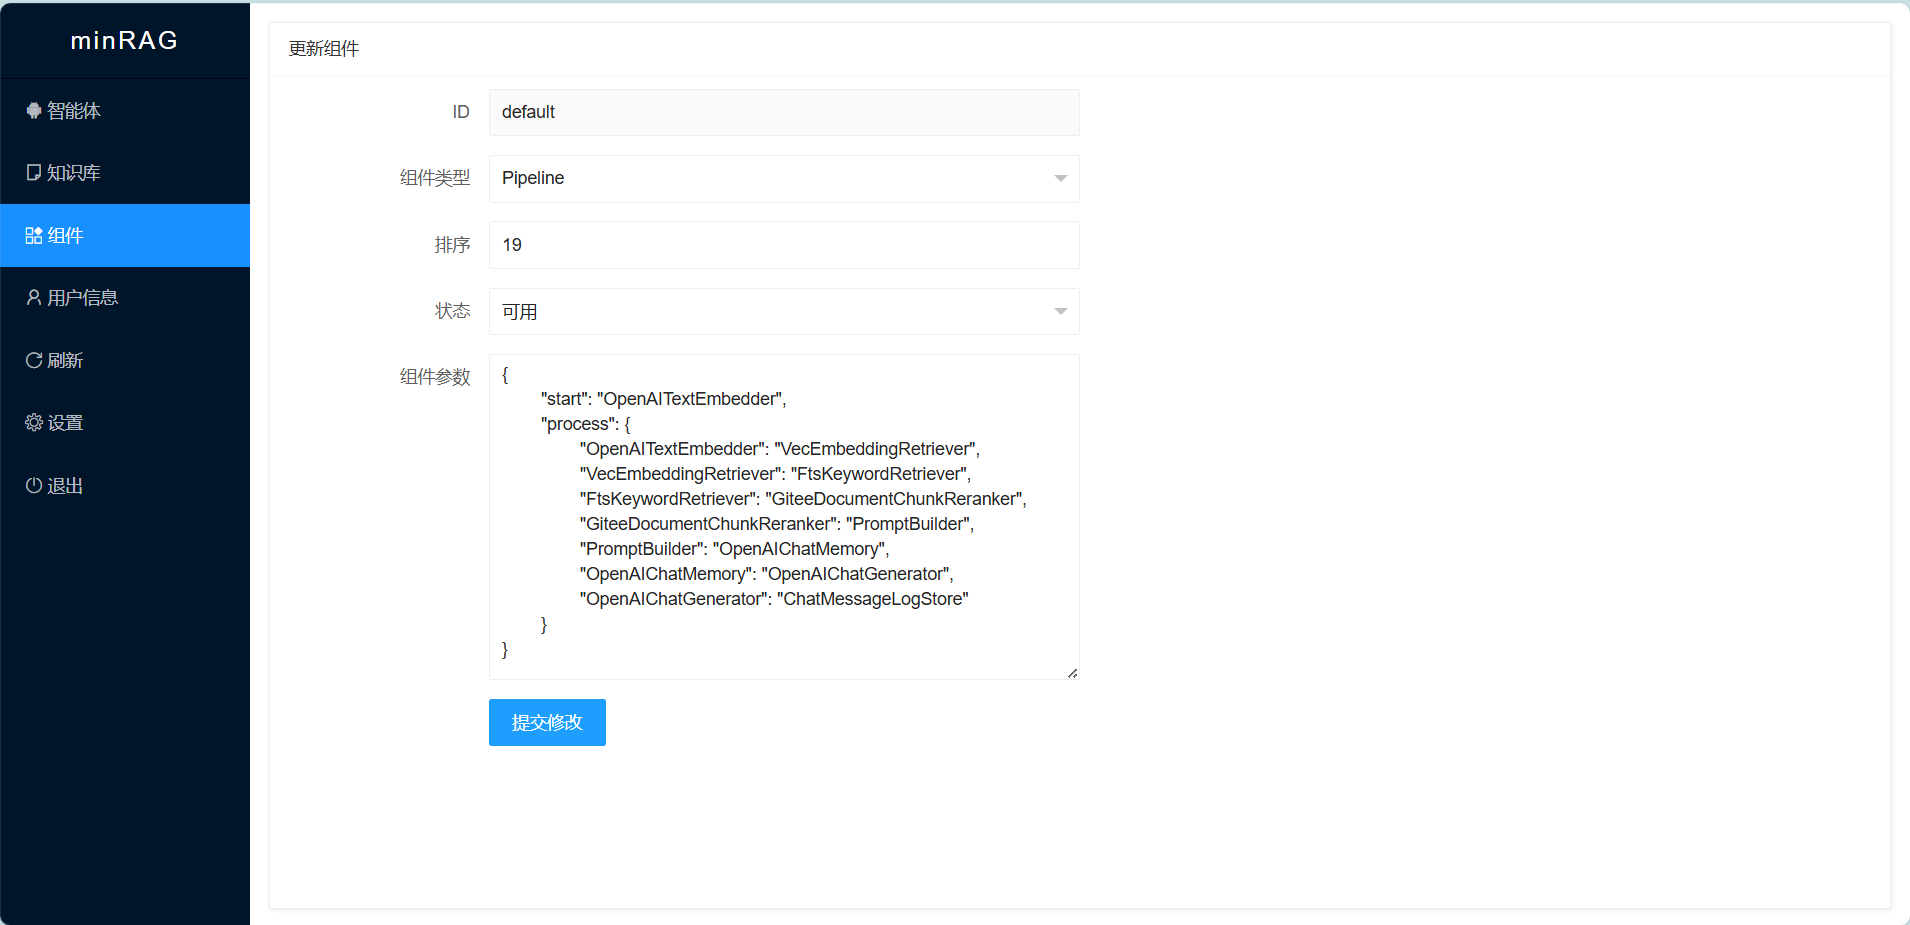 minRAG
智能体
知识库
组件
用户信息
刷新
设置
退出
更新组件
ID
default
组件类型
Pipeline
排序
19
状态
可用
组件参数
{
"start": "OpenAITextEmbedder",
"process": {
"OpenAITextEmbedder": "VecEmbeddingRetriever",
"VecEmbeddingRetriever": "FtsKeywordRetriever",
"FtsKeywordRetriever": "GiteeDocumentChunkReranker",
"GiteeDocumentChunkReranker": "PromptBuilder",
"PromptBuilder": "OpenAIChatMemory",
"OpenAIChatMemory": "OpenAIChatGenerator",
"OpenAIChatGenerator": "ChatMessageLogStore"
}
}
提交修改